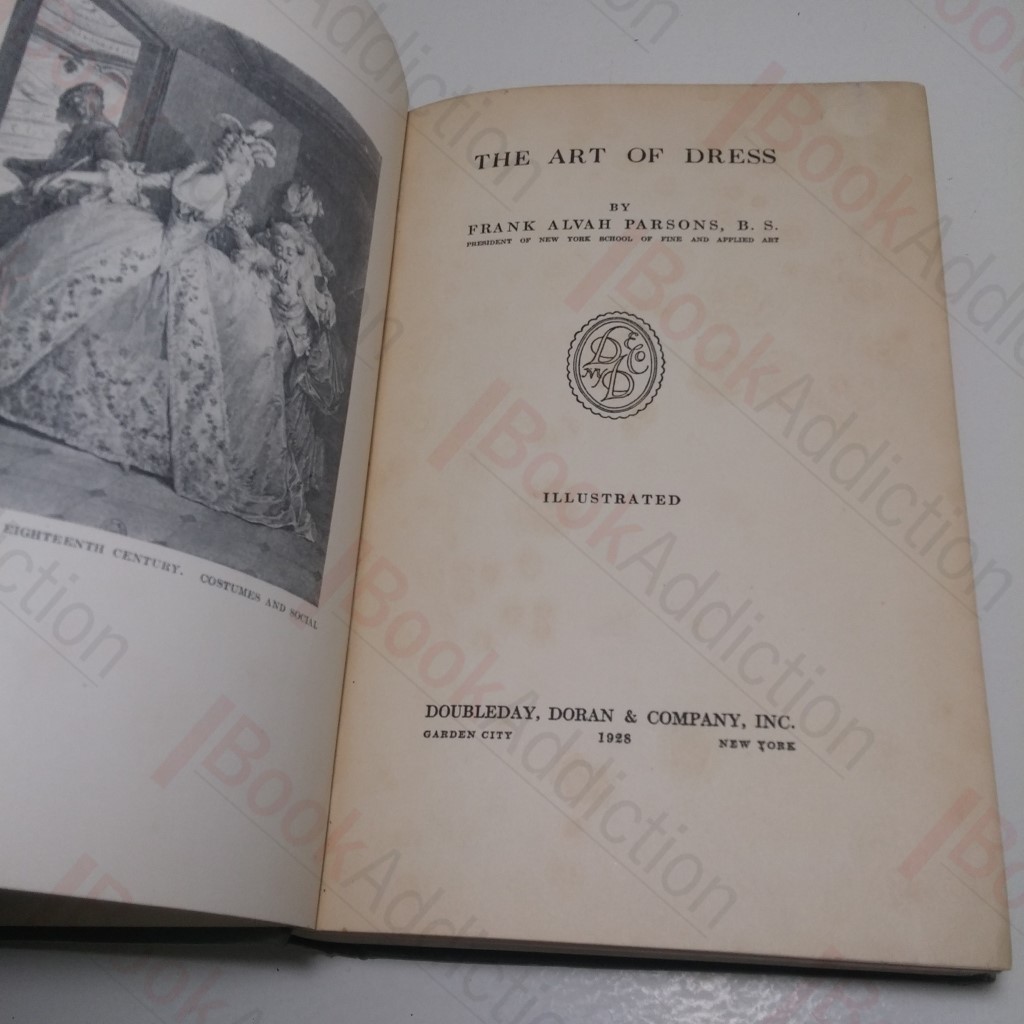 EIGHTEENTH CENTURY. COSTUMES AND SOCIAL
THE ART OF DRESS
BY
FRANK ALVAH PARSONS, B. S.
PRESIDENT OF NEW YORK SCHOOL OF FINE AND APPLIED ART
ILLUSTRATED
DOUBLEDAY, DORAN & COMPANY, INC.
GARDEN CITY 1928 NEW YORK
BookAddiction